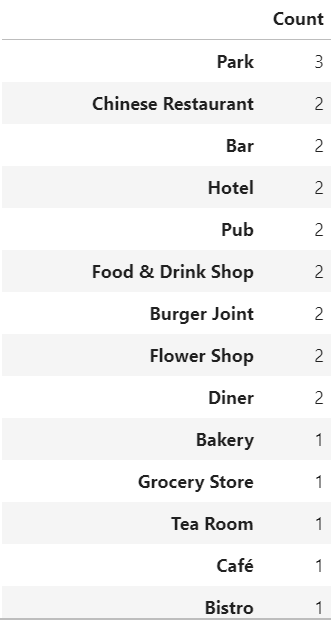 Count
Park 3
Chinese Restaurant 2
Bar 2
Hotel 2
Pub 2
Food & Drink Shop 2
Burger Joint 2
Flower Shop 2
Diner 2
Bakery 1
Grocery Store 1
Tea Room 1
Café 1
Bistro 1